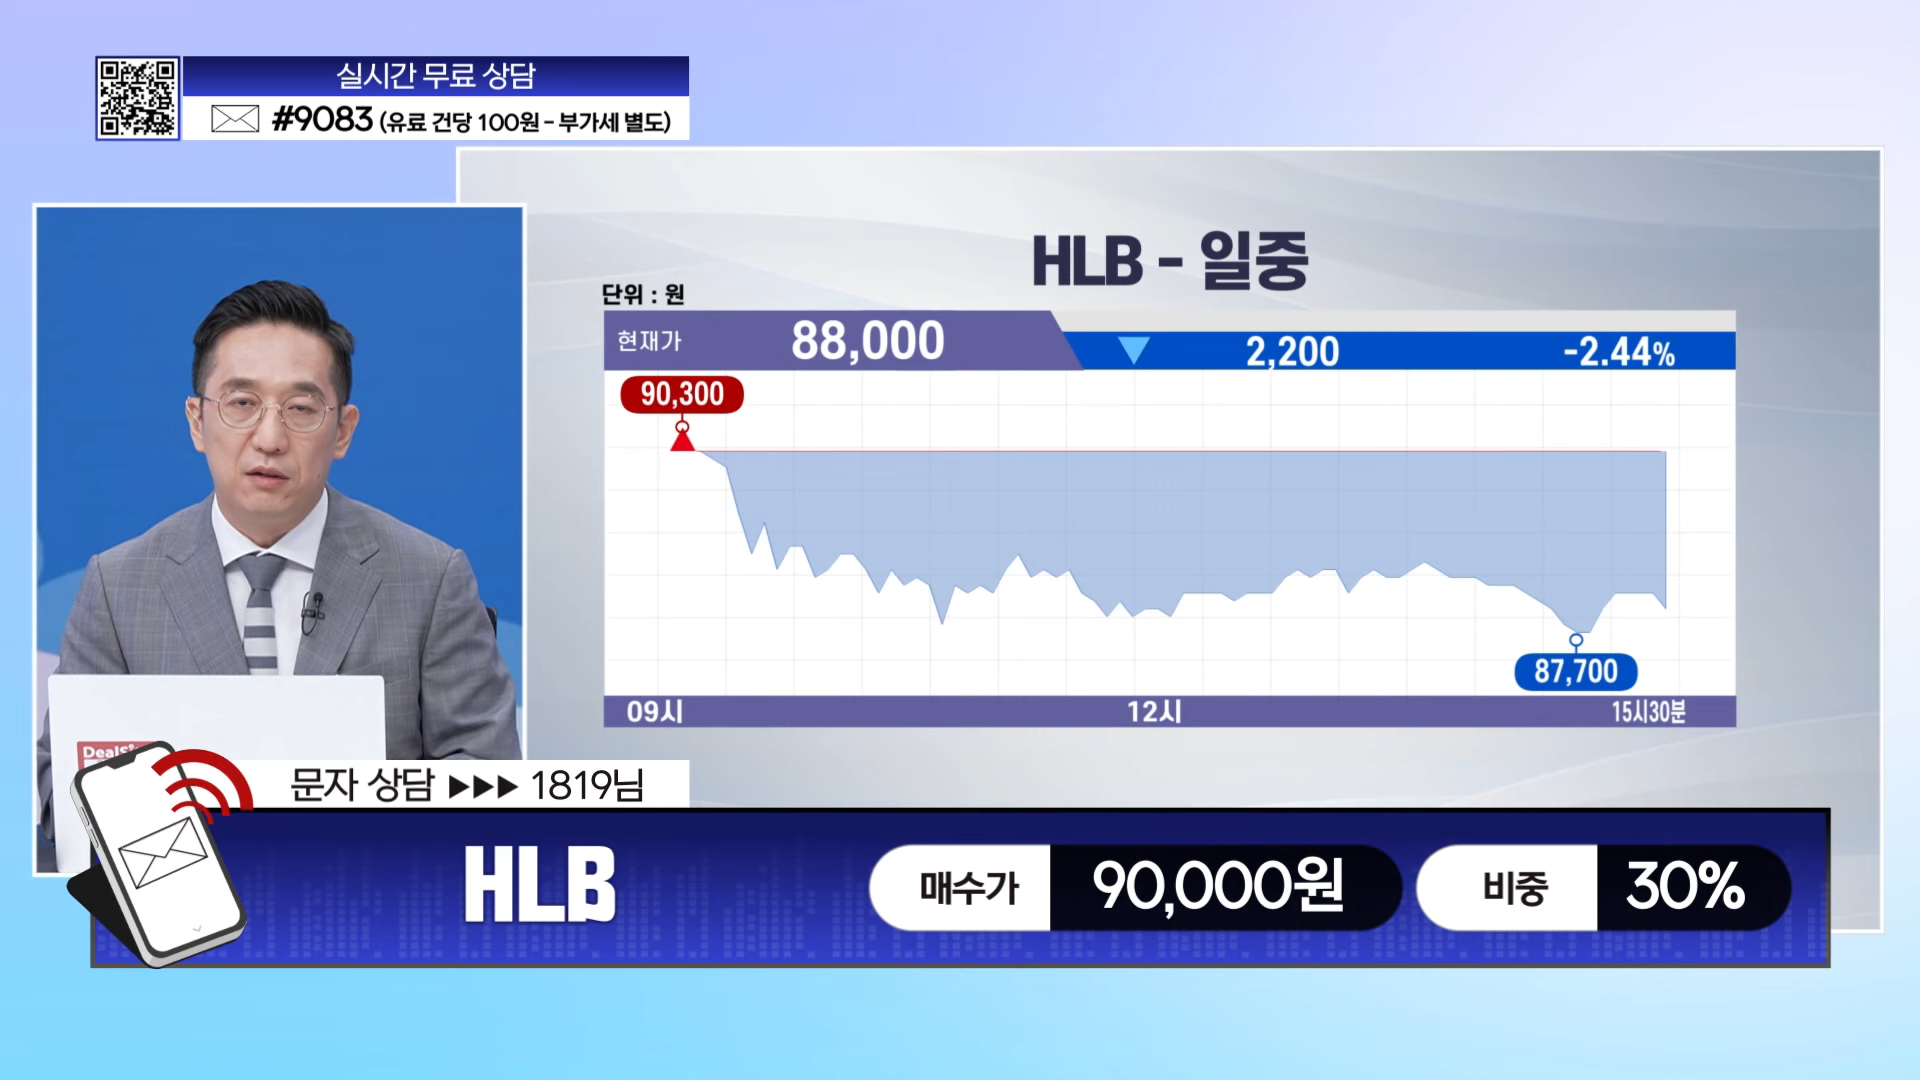 실시간 무료 상담
#9083 (유료 건당 100원 - 부가세 별도)
HLB - 일중
단위 : 원
현재가 88,000 ▼ 2,200 -2.44%
90,300
87,700
09시 12시 15시30분
문자 상담 ▶▶▶ 1819님
HLB 매수가 90,000원 비중 30%